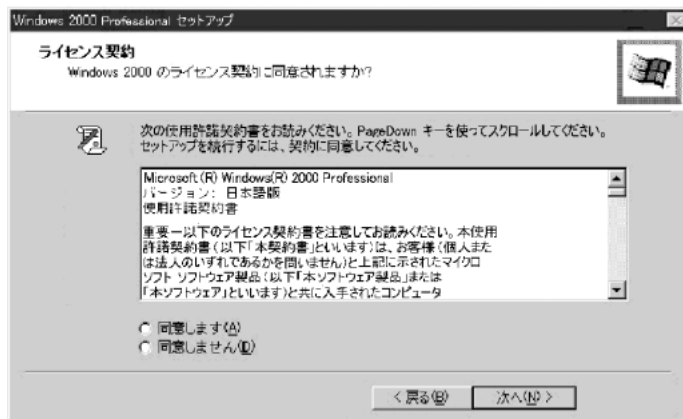 Windows 2000 Professional セットアップ
ライセンス契約
Windows 2000 のライセンス契約に同意されますか?
次の使用許諾契約書をお読みください。PageDown キーを使ってスクロールしてください。
セットアップを続行するには、契約に同意してください。
Microsoft(R) Windows(R) 2000 Professional
バージョン: 日本語版
使用許諾契約書
重要－以下のライセンス契約書を注意してお読みください。本使用
許諾契約書(以下「本契約書」といいます)は、お客様(個人また
は法人のいずれであるかを問いません)と上記に示されたマイクロ
ソフト ソフトウェア製品(以下「本ソフトウェア製品」または
「本ソフトウェア」といいます)と共に入手されたコンピュータ
同意します(A)
同意しません(D)
< 戻る(B)
次へ(N) >